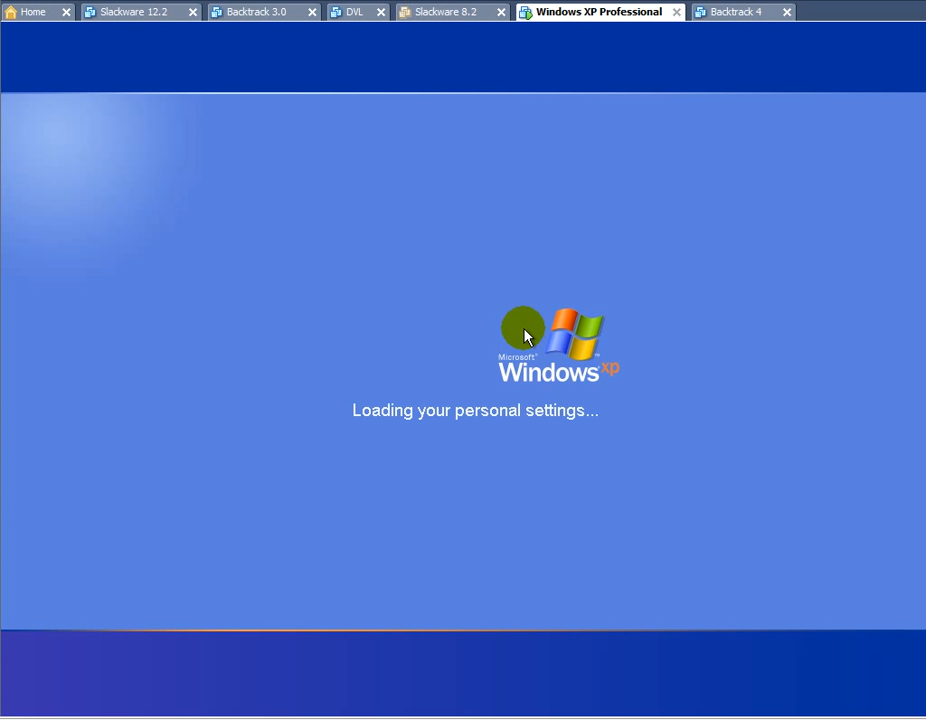 Home
Slackware 12.2
Backtrack 3.0
DVL
Slackware 8.2
Windows XP Professional
Backtrack 4
Microsoft®
Windows xp™
Loading your personal settings...